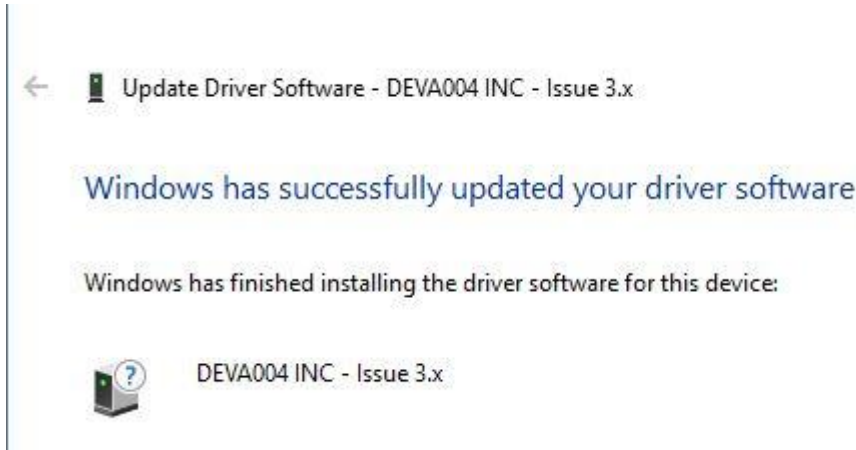 Update Driver Software - DEVA004 INC - Issue 3.x
Windows has successfully updated your driver software
Windows has finished installing the driver software for this device:
DEVA004 INC - Issue 3.x